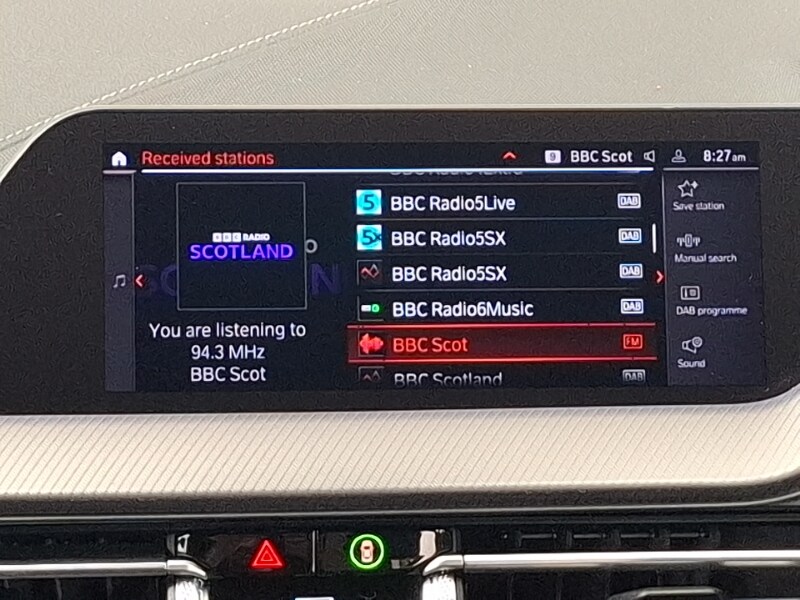 Received stations
9 BBC Scot 8:27am
BBC Radio5Live DAB
BBC Radio5SX DAB
BBC Radio5SX DAB
BBC Radio6Music DAB
BBC Scot FM
BBC Scotland DAB
BBC RADIO
SCOTLAND
You are listening to
94.3 MHz
BBC Scot
Save station
Manual search
DAB programme
Sound
5
5X